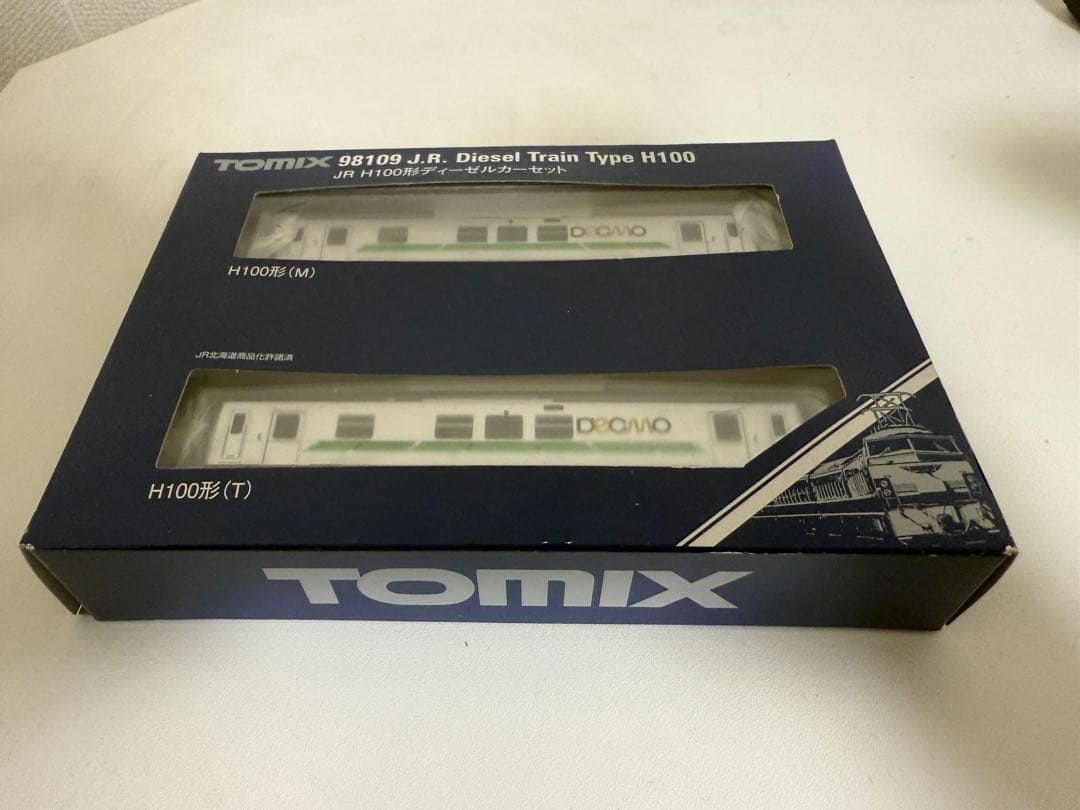 TOMIX 98109 J.R. Diesel Train Type H100
JR H100形ディーゼルカーセット
DECMO
H100形(M)
JR北海道商品化許諾済
DECMO
H100形(T)
TOMIX